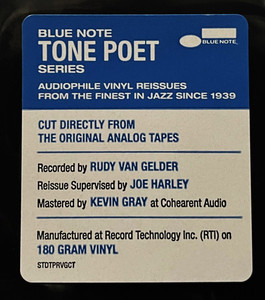 BLUE NOTE
TONE POET
SERIES
BLUE NOTE.
AUDIOPHILE VINYL REISSUES
FROM THE FINEST IN JAZZ SINCE 1939
CUT DIRECTLY FROM
THE ORIGINAL ANALOG TAPES
Recorded by RUDY VAN GELDER
Reissue Supervised by JOE HARLEY
Mastered by KEVIN GRAY at Cohearent Audio
Manufactured at Record Technology Inc. (RTI) on
180 GRAM VINYL
STDTPRVGCT